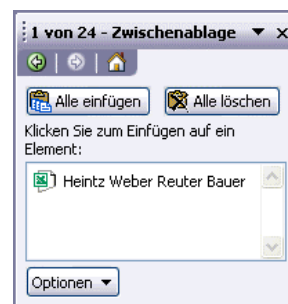 1 von 24 - Zwischenablage
Alle einfügen Alle löschen
Klicken Sie zum Einfügen auf ein
Element:
Heintz Weber Reuter Bauer
Optionen